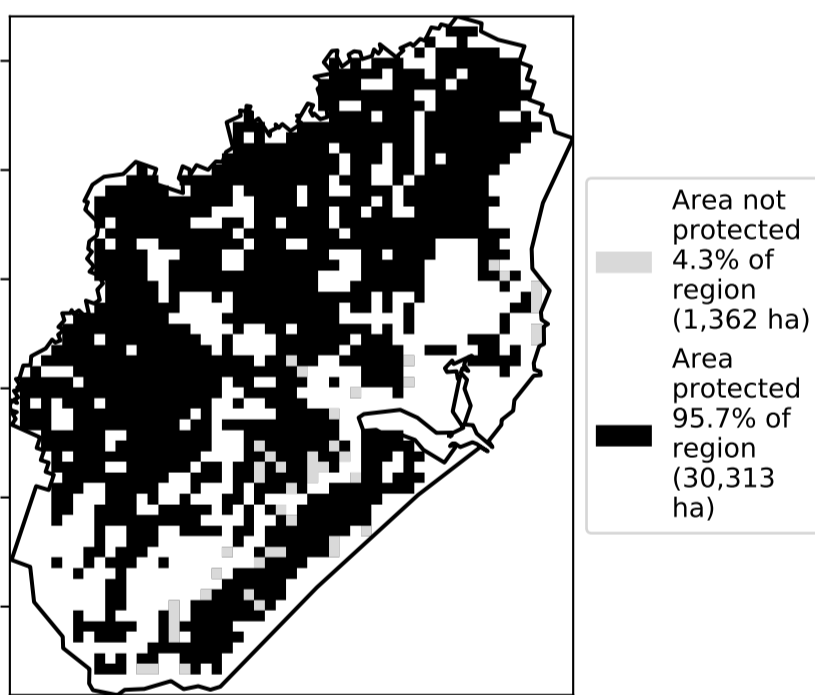 Area not
protected
4.3% of
region
(1,362 ha)
Area
protected
95.7% of
region
(30,313
ha)